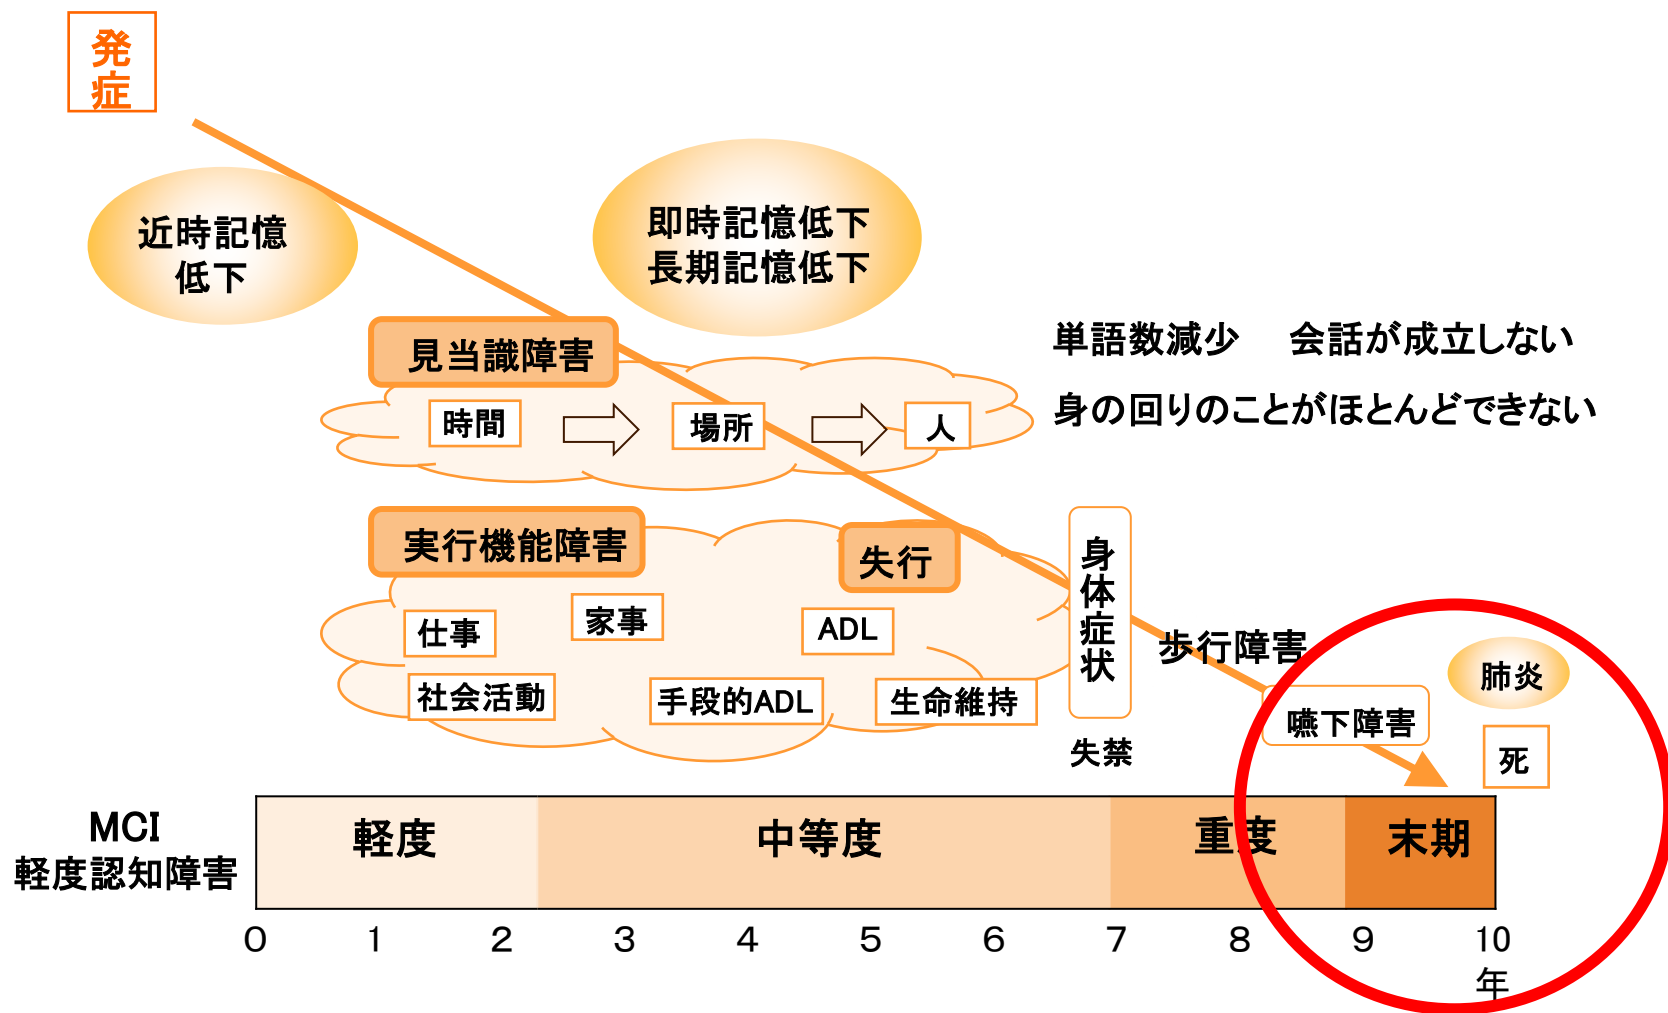 発
症
近時記憶
低下
即時記憶低下
長期記憶低下
単語数減少 会話が成立しない
身の回りのことがほとんどできない
見当識障害
時間
場所
人
実行機能障害
失行
仕事
家事
ADL
社会活動
手段的ADL
生命維持
身
体
症
状
失禁
歩行障害
嚥下障害
肺炎
死
MCI
軽度認知障害
軽度 中等度 重度 末期
0 1 2 3 4 5 6 7 8 9 10
年